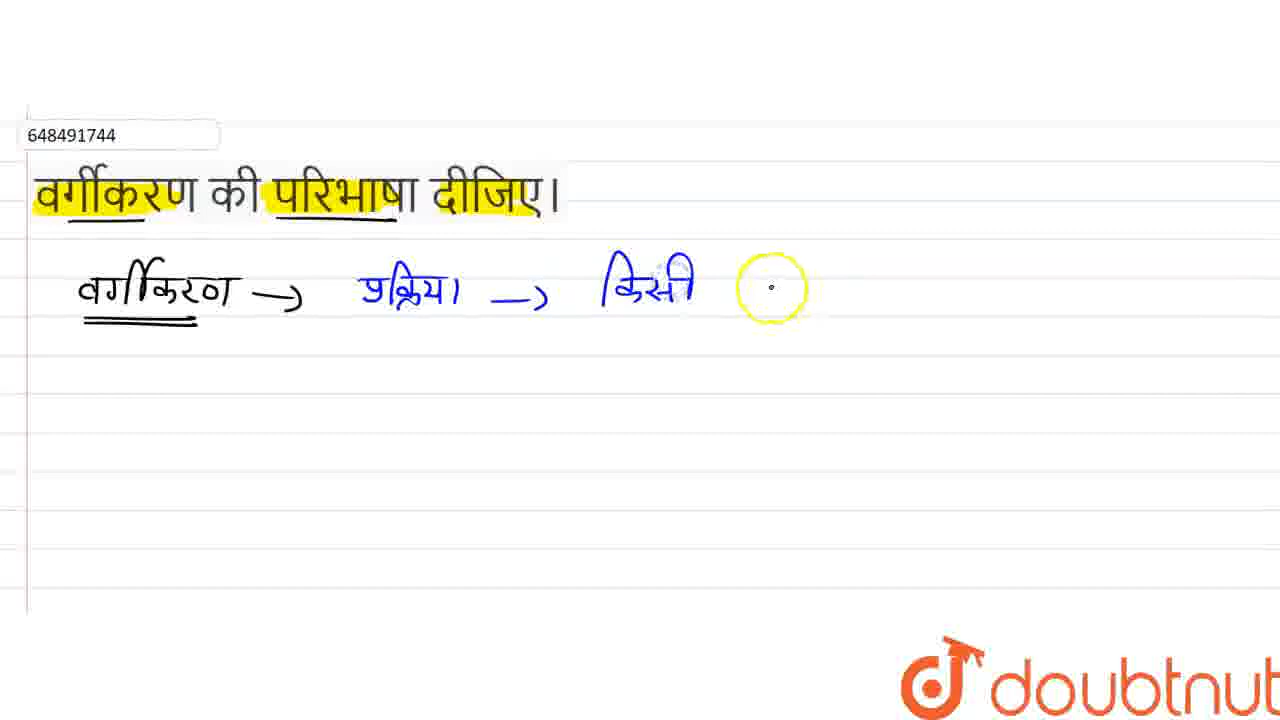 648491744
वर्गीकरण की परिभाषा दीजिए।
वर्गीकरण → प्रक्रिया → किसी
doubtnut